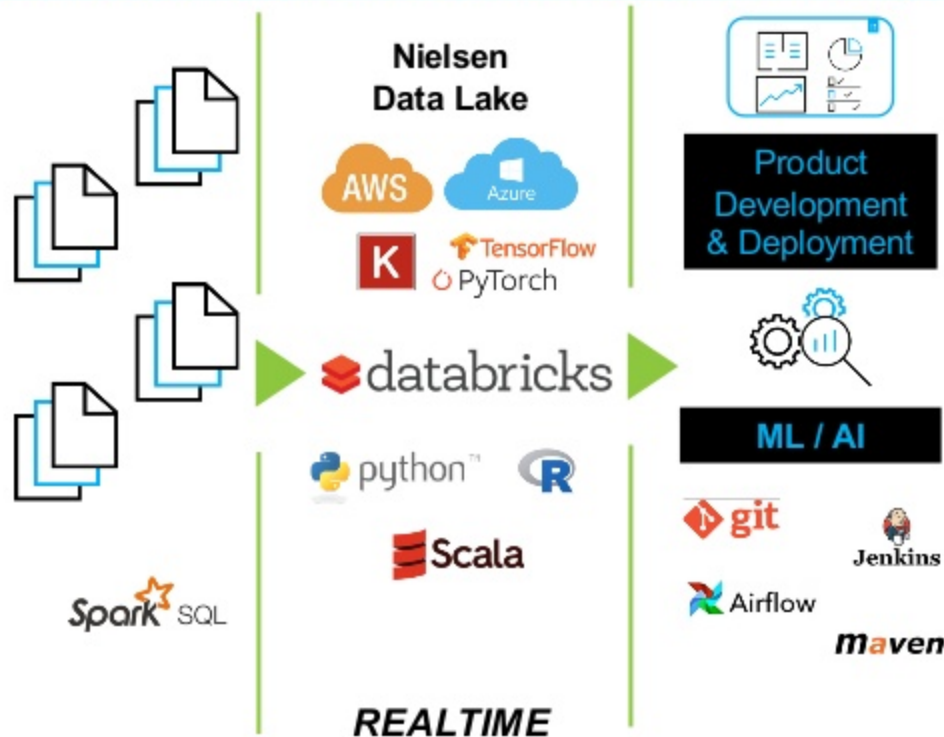 Spark SQL
Nielsen
Data Lake
AWS
Azure
K
TensorFlow
PyTorch
databricks
python™
R
Scala
REALTIME
Product
Development
& Deployment
ML / AI
git
Jenkins
Airflow
maven